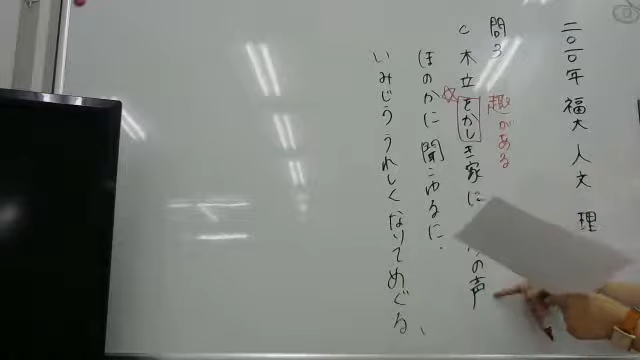 二〇一〇年 福大 人文 理
問3
趣がある
C 木立をかしき家に の声
ほのかに聞こゆるに、
いみじううれしくなりてめぐる、